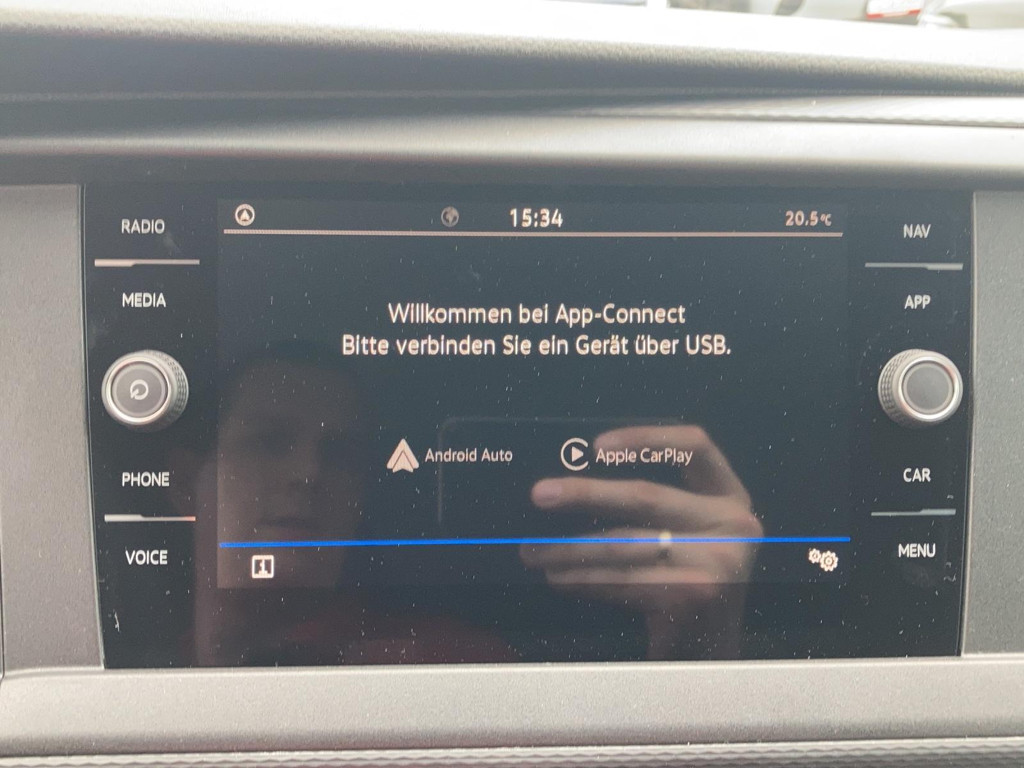 RADIO
MEDIA
PHONE
VOICE
15:34
20.5°C
Willkommen bei App-Connect
Bitte verbinden Sie ein Gerät über USB.
Android Auto
Apple CarPlay
i
NAV
APP
CAR
MENU